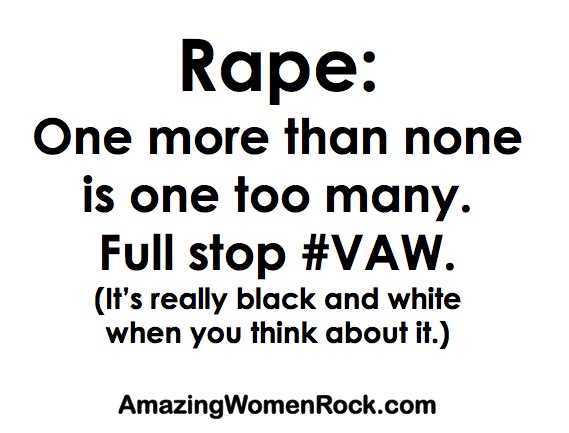 Rape:
One more than none
is one too many.
Full stop #VAW.
(It’s really black and white
when you think about it.)
AmazingWomenRock.com